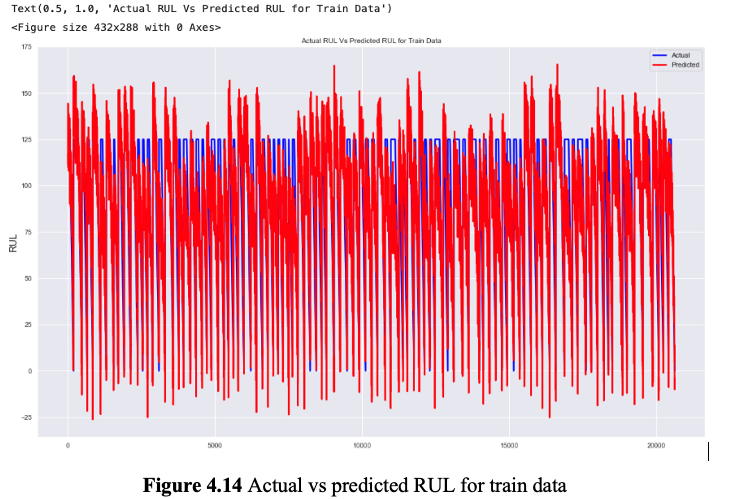 Text(0.5, 1.0, 'Actual RUL Vs Predicted RUL for Train Data')
<Figure size 432x288 with 0 Axes>
Actual RUL Vs Predicted RUL for Train Data
175
Actual
Predicted
150
125
100
RUL
75
50
25
0
−25
0 5000 10000 15000 20000
Figure 4.14 Actual vs predicted RUL for train data